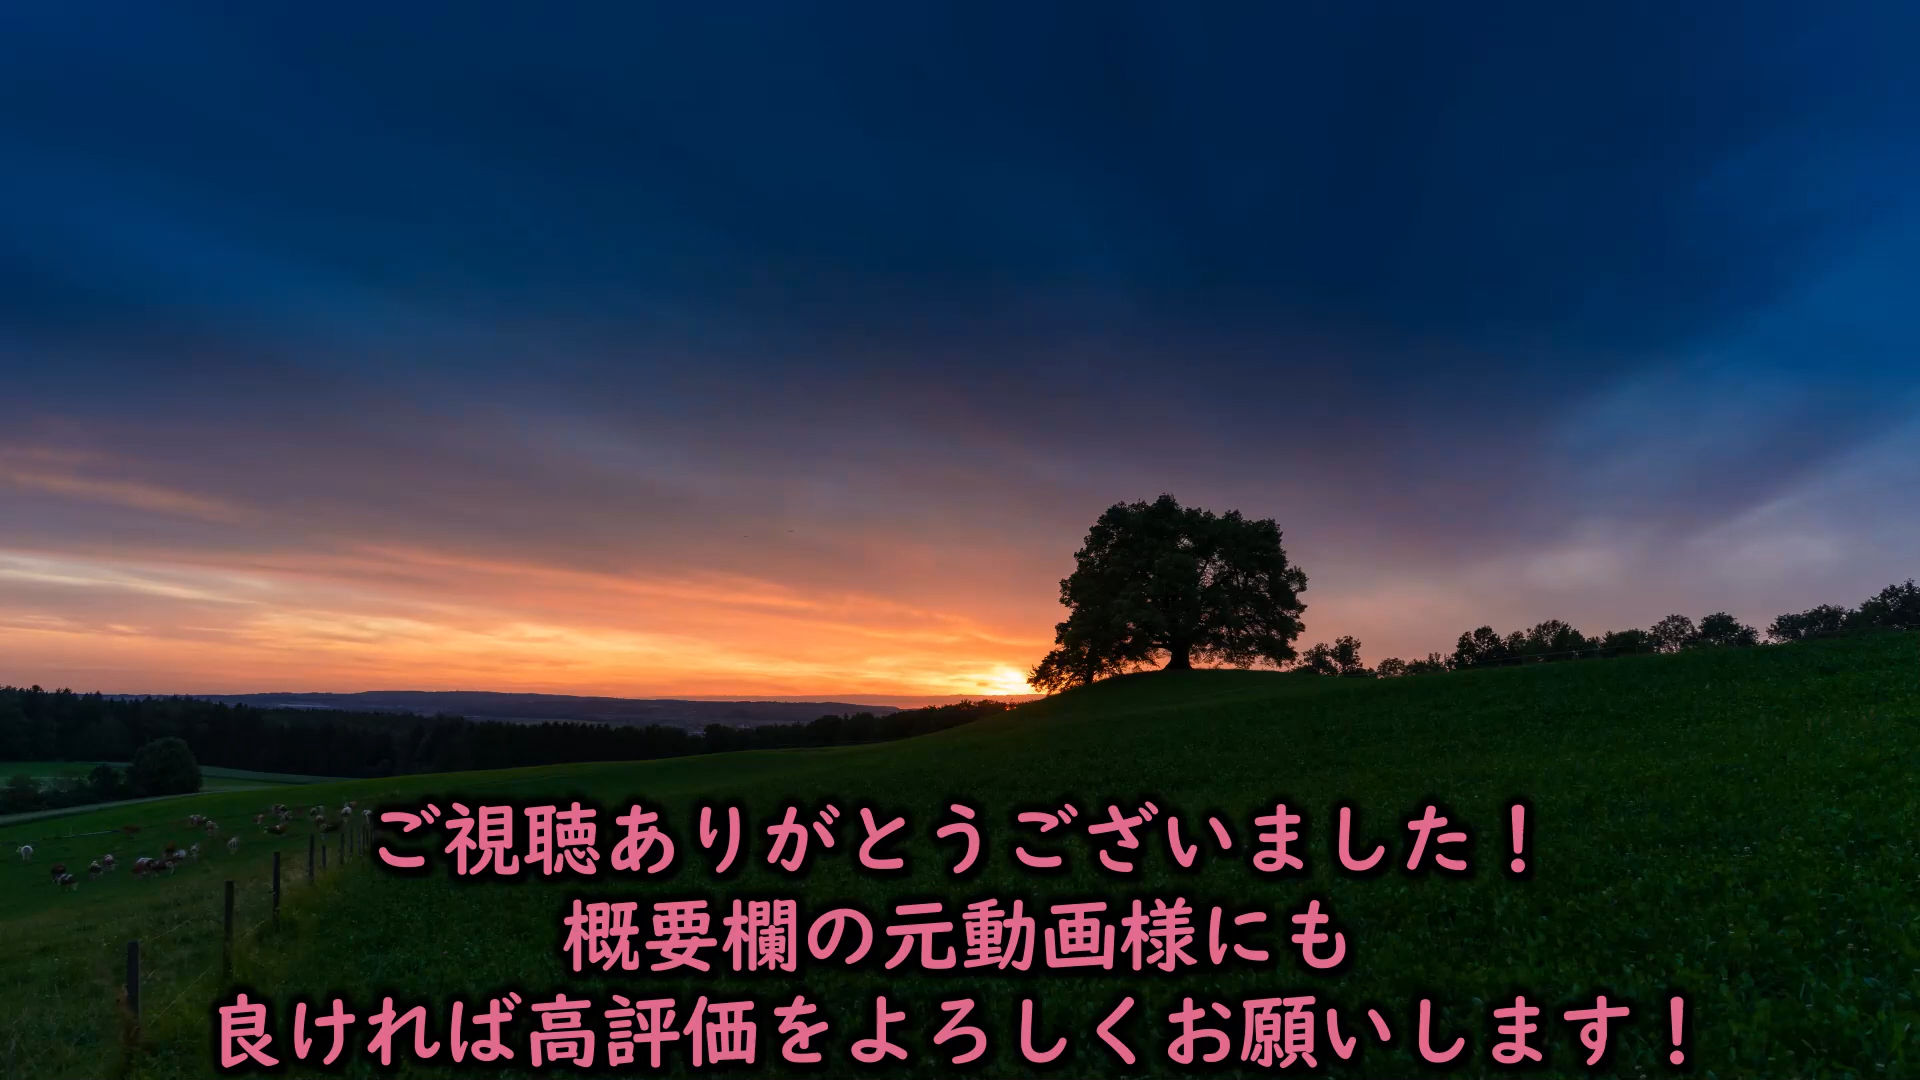 ご視聴ありがとうございました！
概要欄の元動画様にも
良ければ高評価をよろしくお願いします！